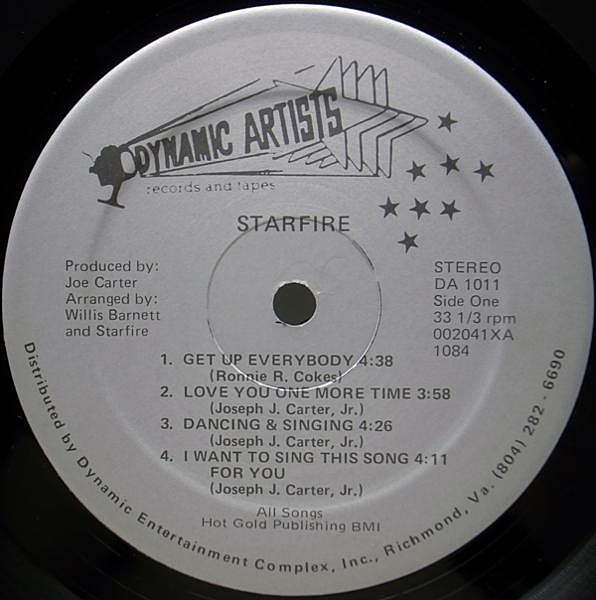 DYNAMIC ARTISTS
records and tapes
STARFIRE
Produced by:
Joe Carter
Arranged by:
Willis Barnett
and Starfire
STEREO
DA 1011
Side One
33 1/3 rpm
002041XA
1084
1. GET UP EVERYBODY 4:38
(Ronnie R. Cokes)
2. LOVE YOU ONE MORE TIME 3:58
(Joseph J. Carter, Jr.)
3. DANCING & SINGING 4:26
(Joseph J. Carter, Jr.)
4. I WANT TO SING THIS SONG 4:11
FOR YOU
(Joseph J. Carter, Jr.)
All Songs
Hot Gold Publishing BMI
Distributed by Dynamic Entertainment Complex, Inc., Richmond, Va. (804) 282-6690